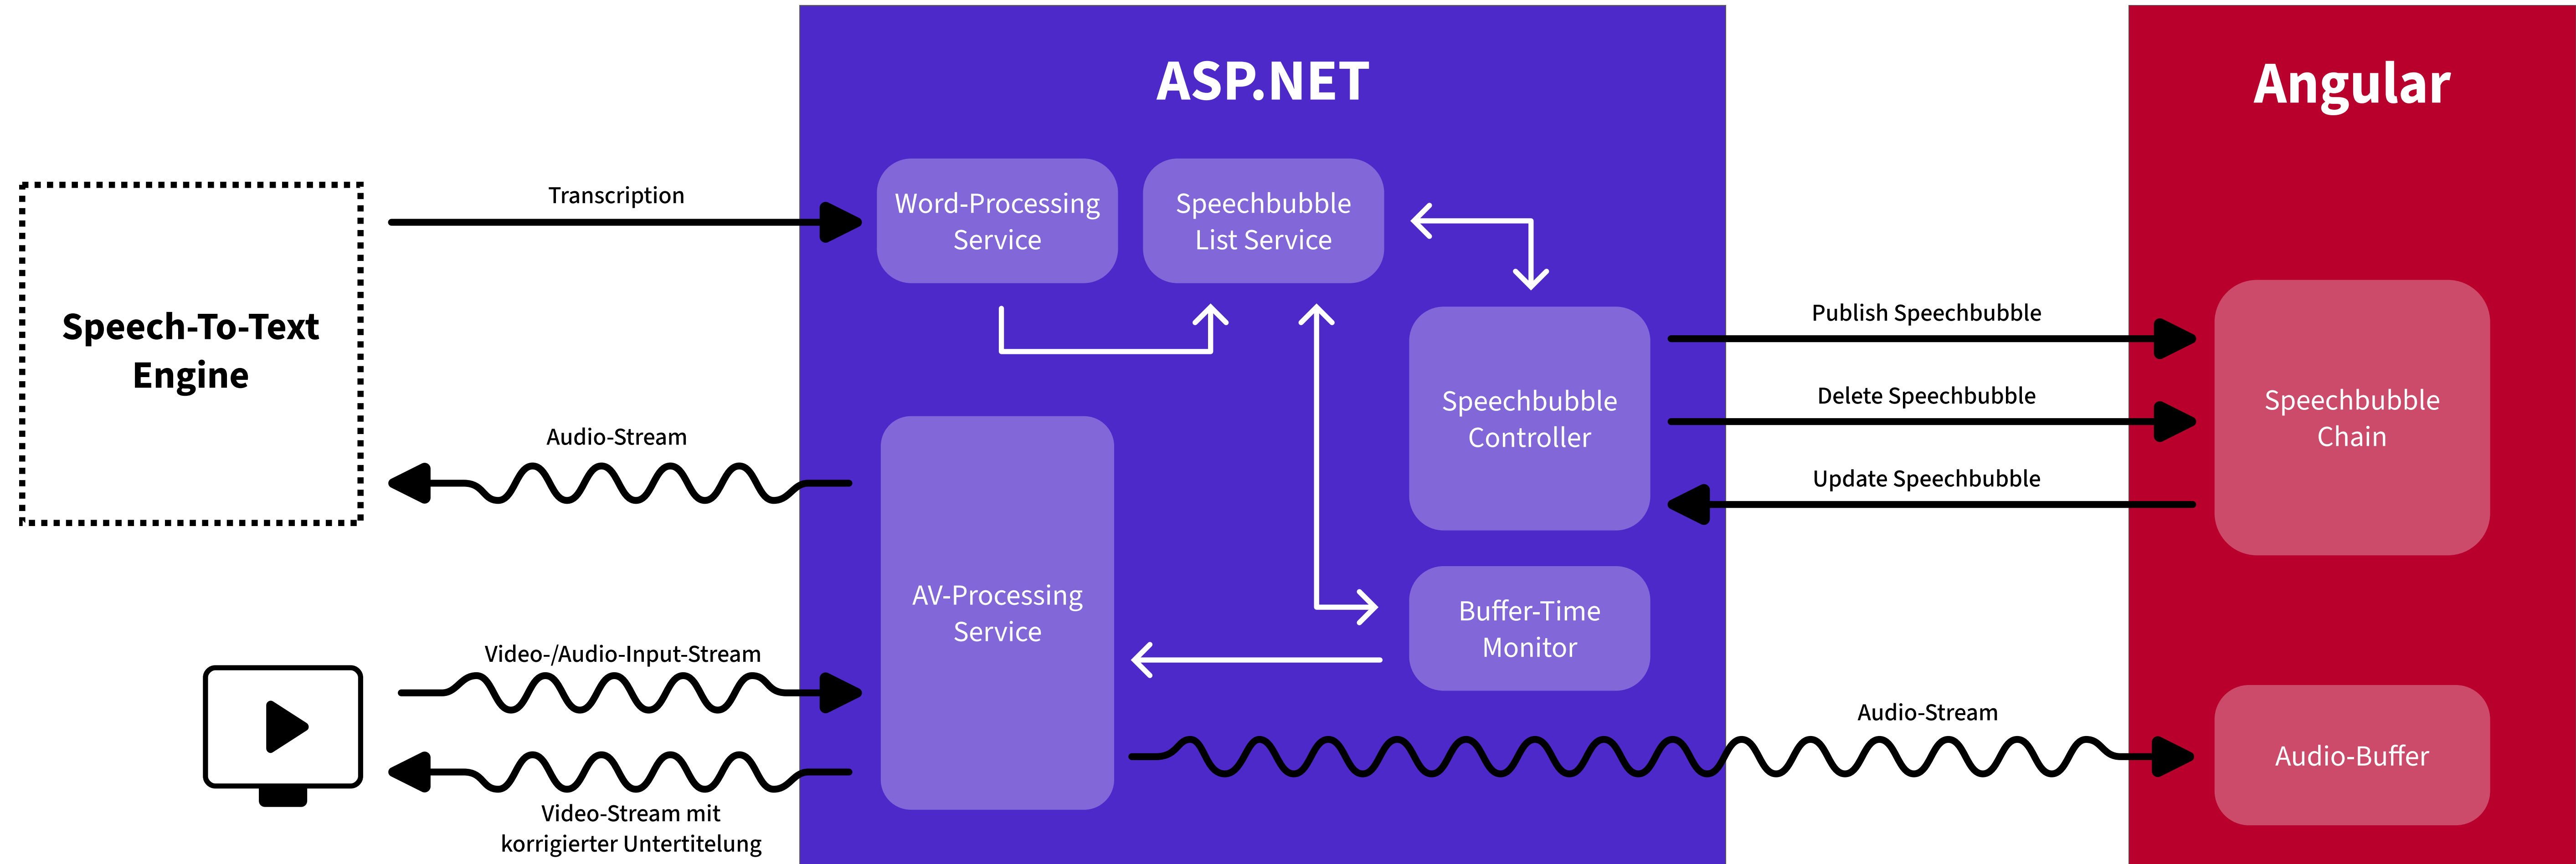 ASP.NET
Angular
Transcription
Word-Processing
Service
Speechbubble
List Service
Speech-To-Text
Engine
Publish Speechbubble
Delete Speechbubble
Update Speechbubble
Speechbubble
Controller
Speechbubble
Chain
Audio-Stream
AV-Processing
Service
Buffer-Time
Monitor
Video-/Audio-Input-Stream
Audio-Stream
Audio-Buffer
Video-Stream mit
korrigierter Untertitelung